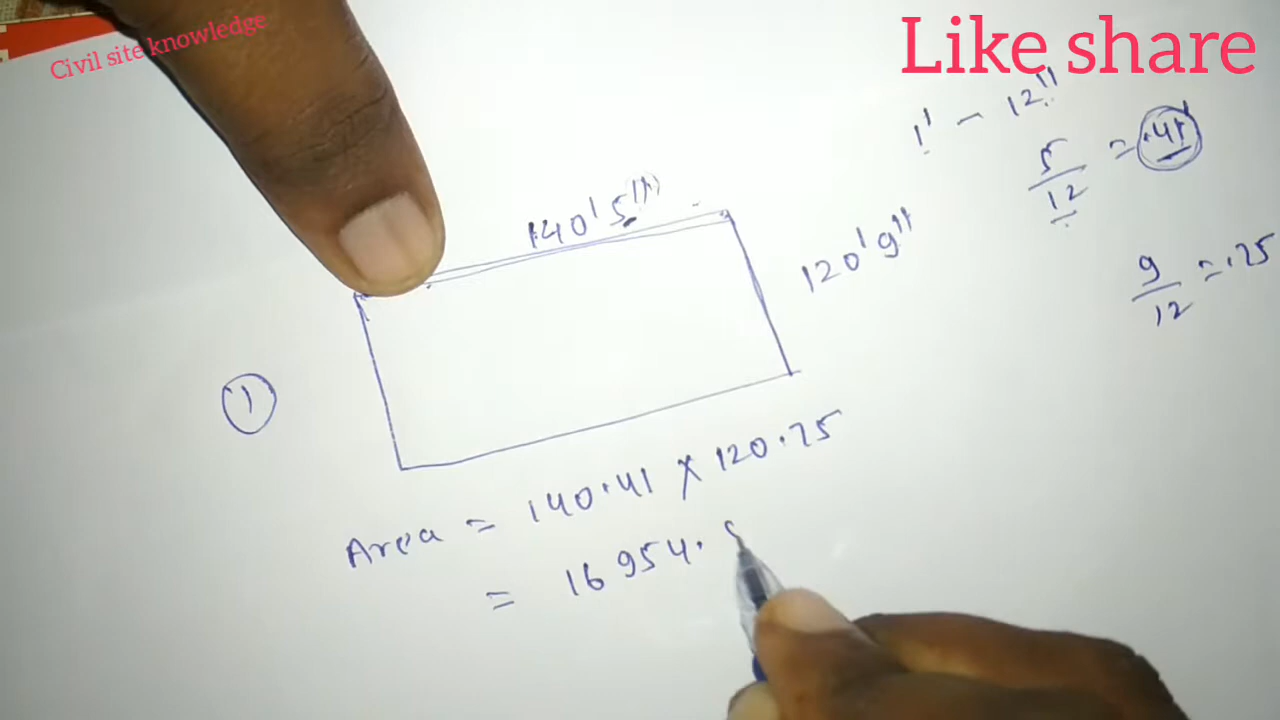 Civil site knowledge
Like share
1' - 12"
5/12 = .41'
140' 5"
120' 9"
9/12 = .25
1
Area = 140.41 × 120.75
= 16954.